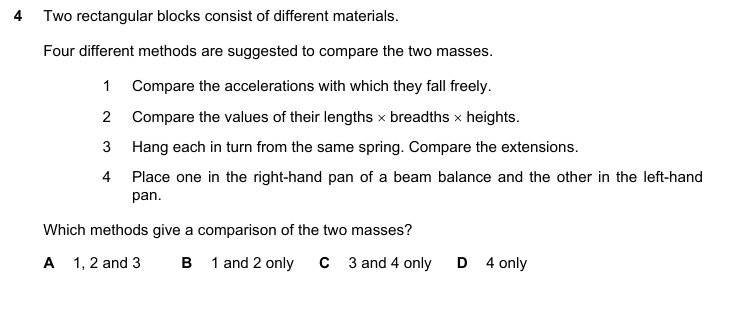 4 Two rectangular blocks consist of different materials.
Four different methods are suggested to compare the two masses.
1 Compare the accelerations with which they fall freely.
2 Compare the values of their lengths × breadths × heights.
3 Hang each in turn from the same spring. Compare the extensions.
4 Place one in the right-hand pan of a beam balance and the other in the left-hand
pan.
Which methods give a comparison of the two masses?
A 1, 2 and 3 B 1 and 2 only C 3 and 4 only D 4 only